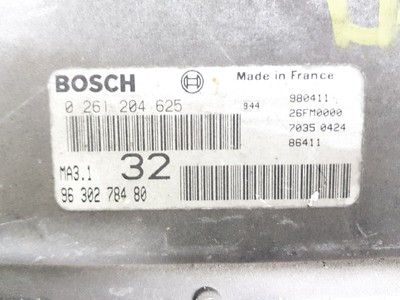 BOSCH Made in France
0 261 204 625 944 980411
26FM0000
7035 0424
86411
MA3.1 32
96 302 784 80